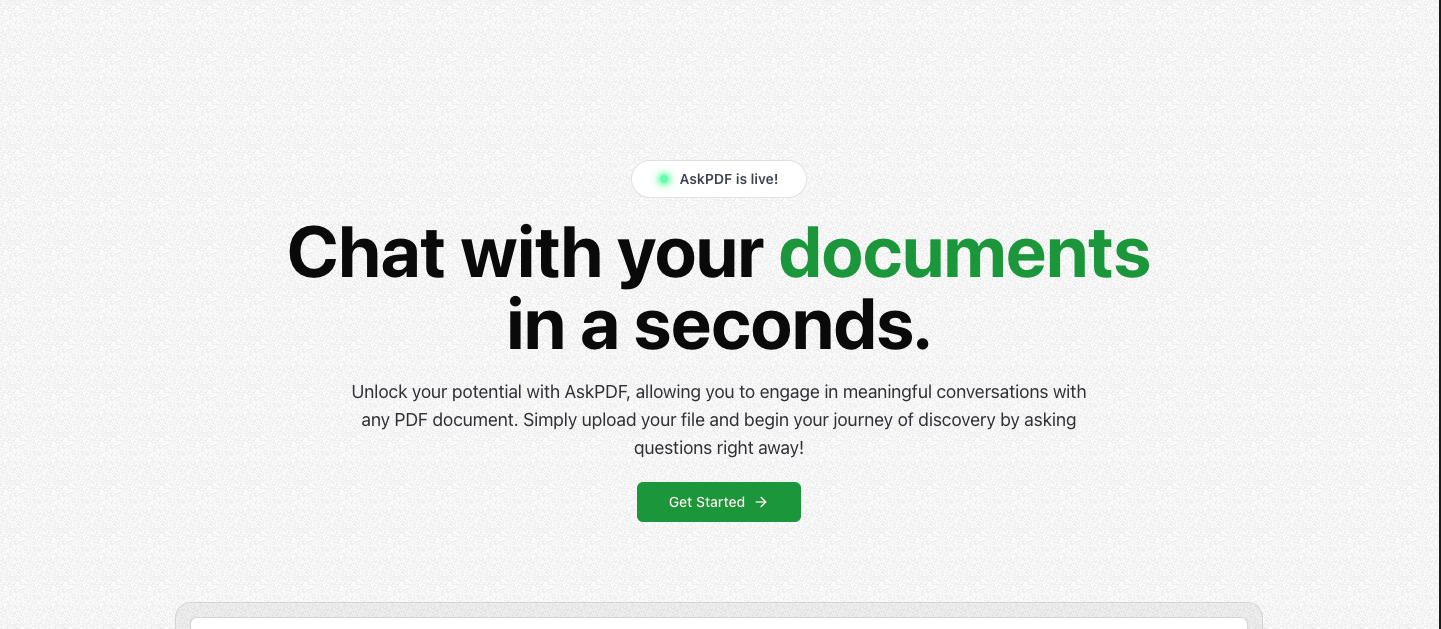 AskPDF is live!
Chat with your documents
in a seconds.
Unlock your potential with AskPDF, allowing you to engage in meaningful conversations with
any PDF document. Simply upload your file and begin your journey of discovery by asking
questions right away!
Get Started →